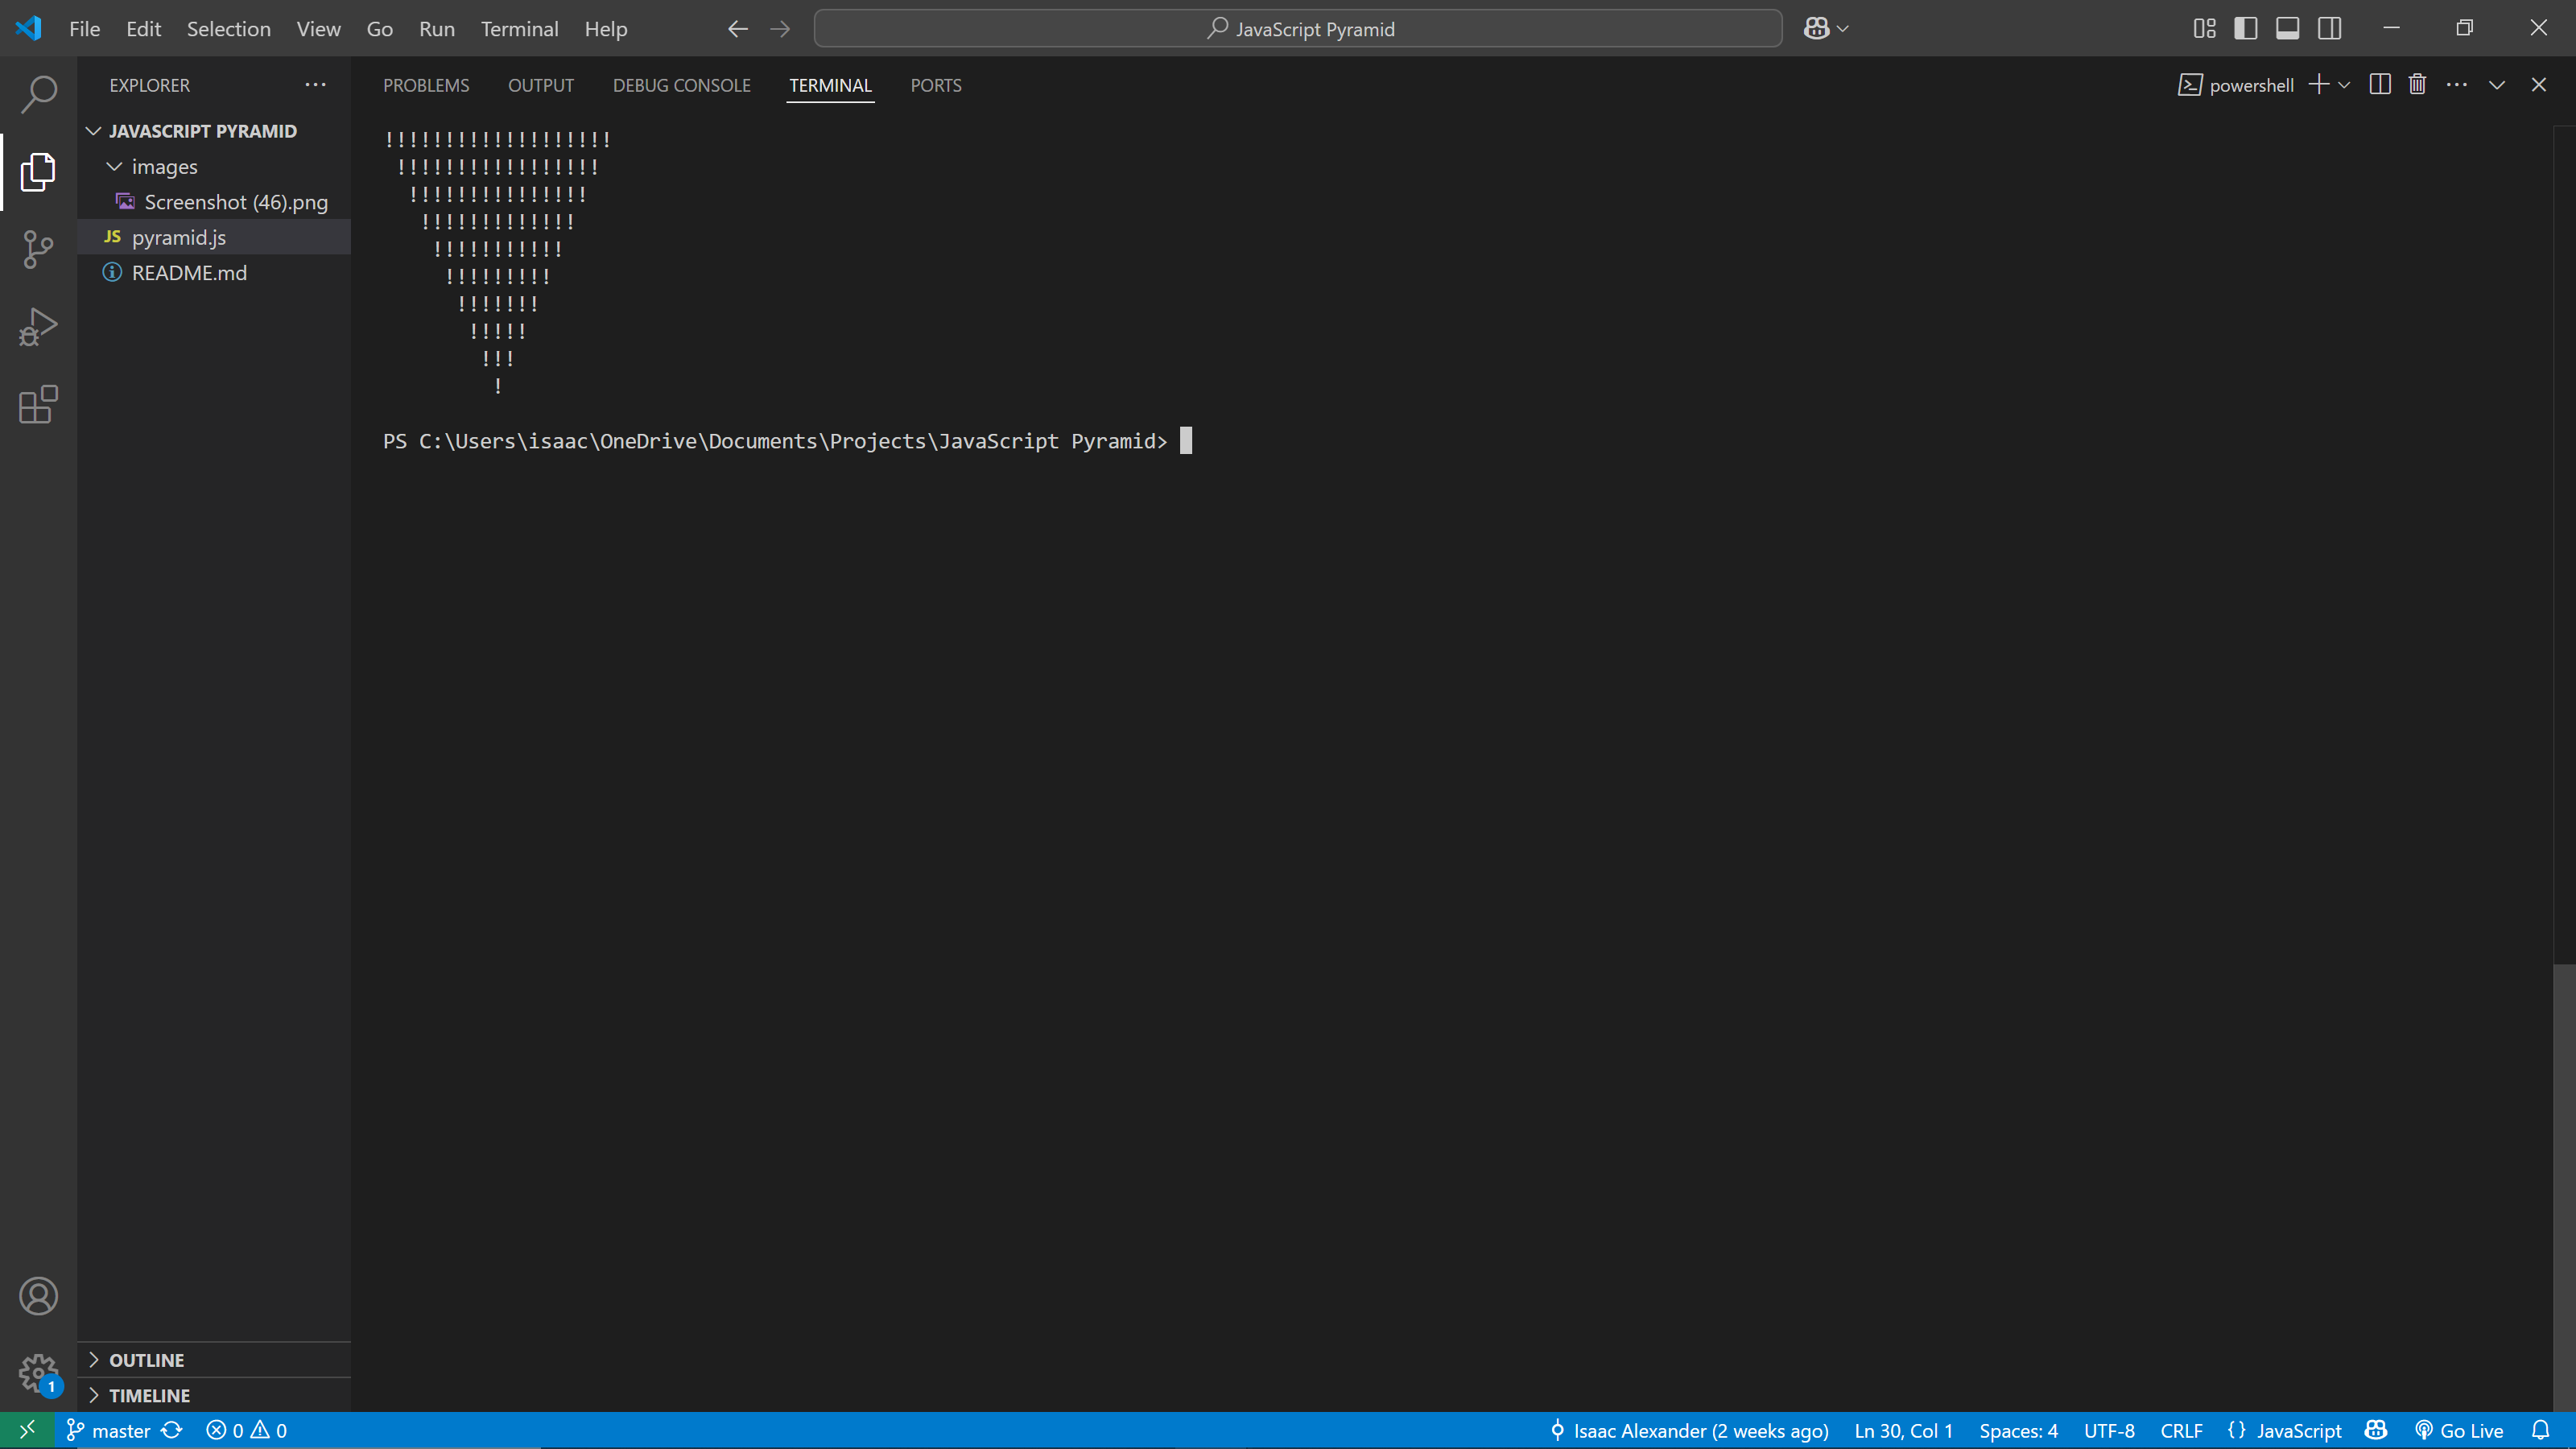 File Edit Selection View Go Run Terminal Help
JavaScript Pyramid
EXPLORER
PROBLEMS OUTPUT DEBUG CONSOLE TERMINAL PORTS
powershell
JAVASCRIPT PYRAMID
images
Screenshot (46).png
JS pyramid.js
README.md
!!!!!!!!!!!!!!!!!!!
!!!!!!!!!!!!!!!!!
!!!!!!!!!!!!!!!
!!!!!!!!!!!!!
!!!!!!!!!!!
!!!!!!!!!
!!!!!!!
!!!!!
!!!
!
PS C:\Users\isaac\OneDrive\Documents\Projects\JavaScript Pyramid>
OUTLINE
1
TIMELINE
master 0 0
Isaac Alexander (2 weeks ago) Ln 30, Col 1 Spaces: 4 UTF-8 CRLF {} JavaScript Go Live